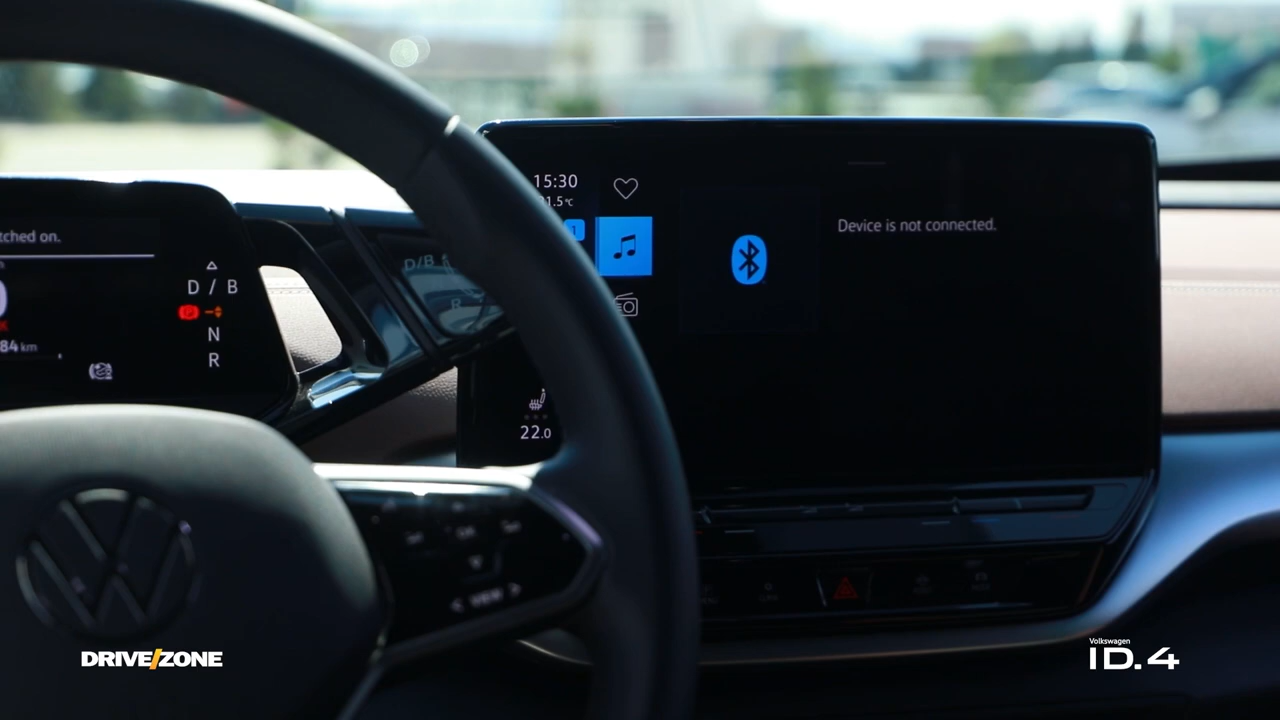 15:30
1.5°C
Device is not connected.
tched on.
D / B
D/B
R
N
84 km
R
22.0
VIEW
Volkswagen
DRIVE/ZONE
ID.4